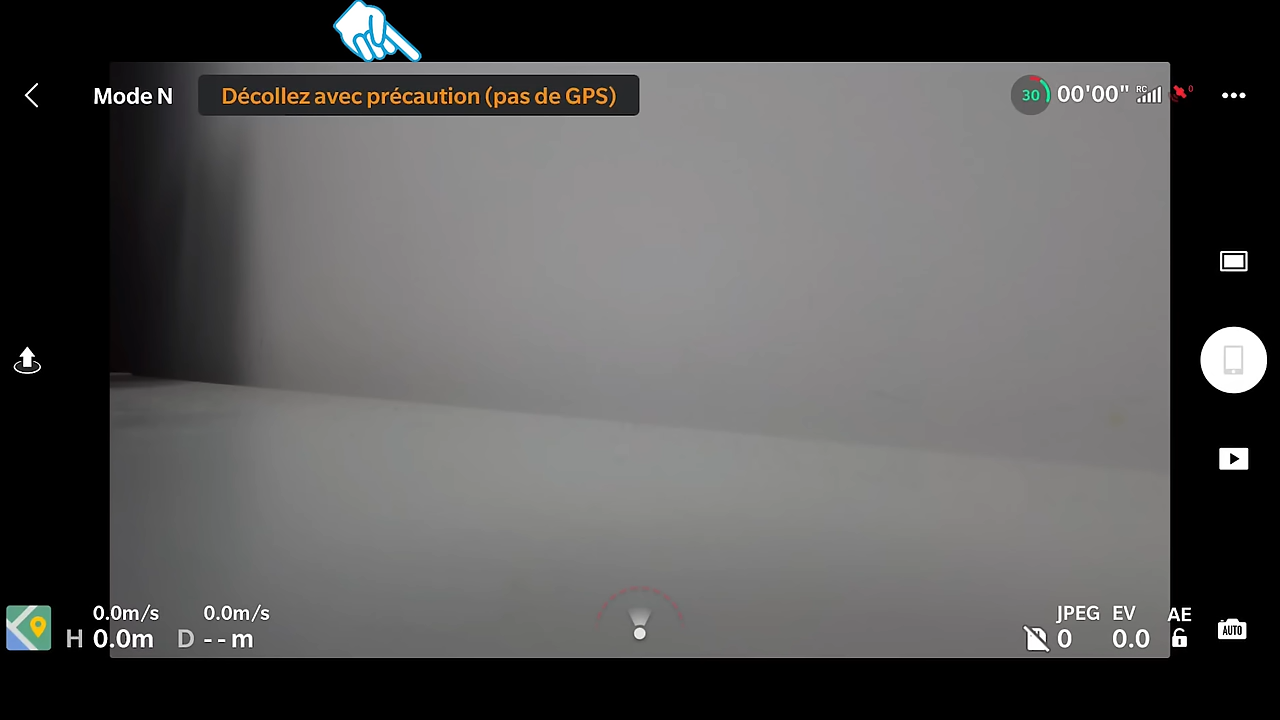 Mode N
Décollez avec précaution (pas de GPS)
30
00'00"
RC
0
0.0m/s 0.0m/s
H 0.0m D --m
JPEG EV AE
0 0.0
AUTO